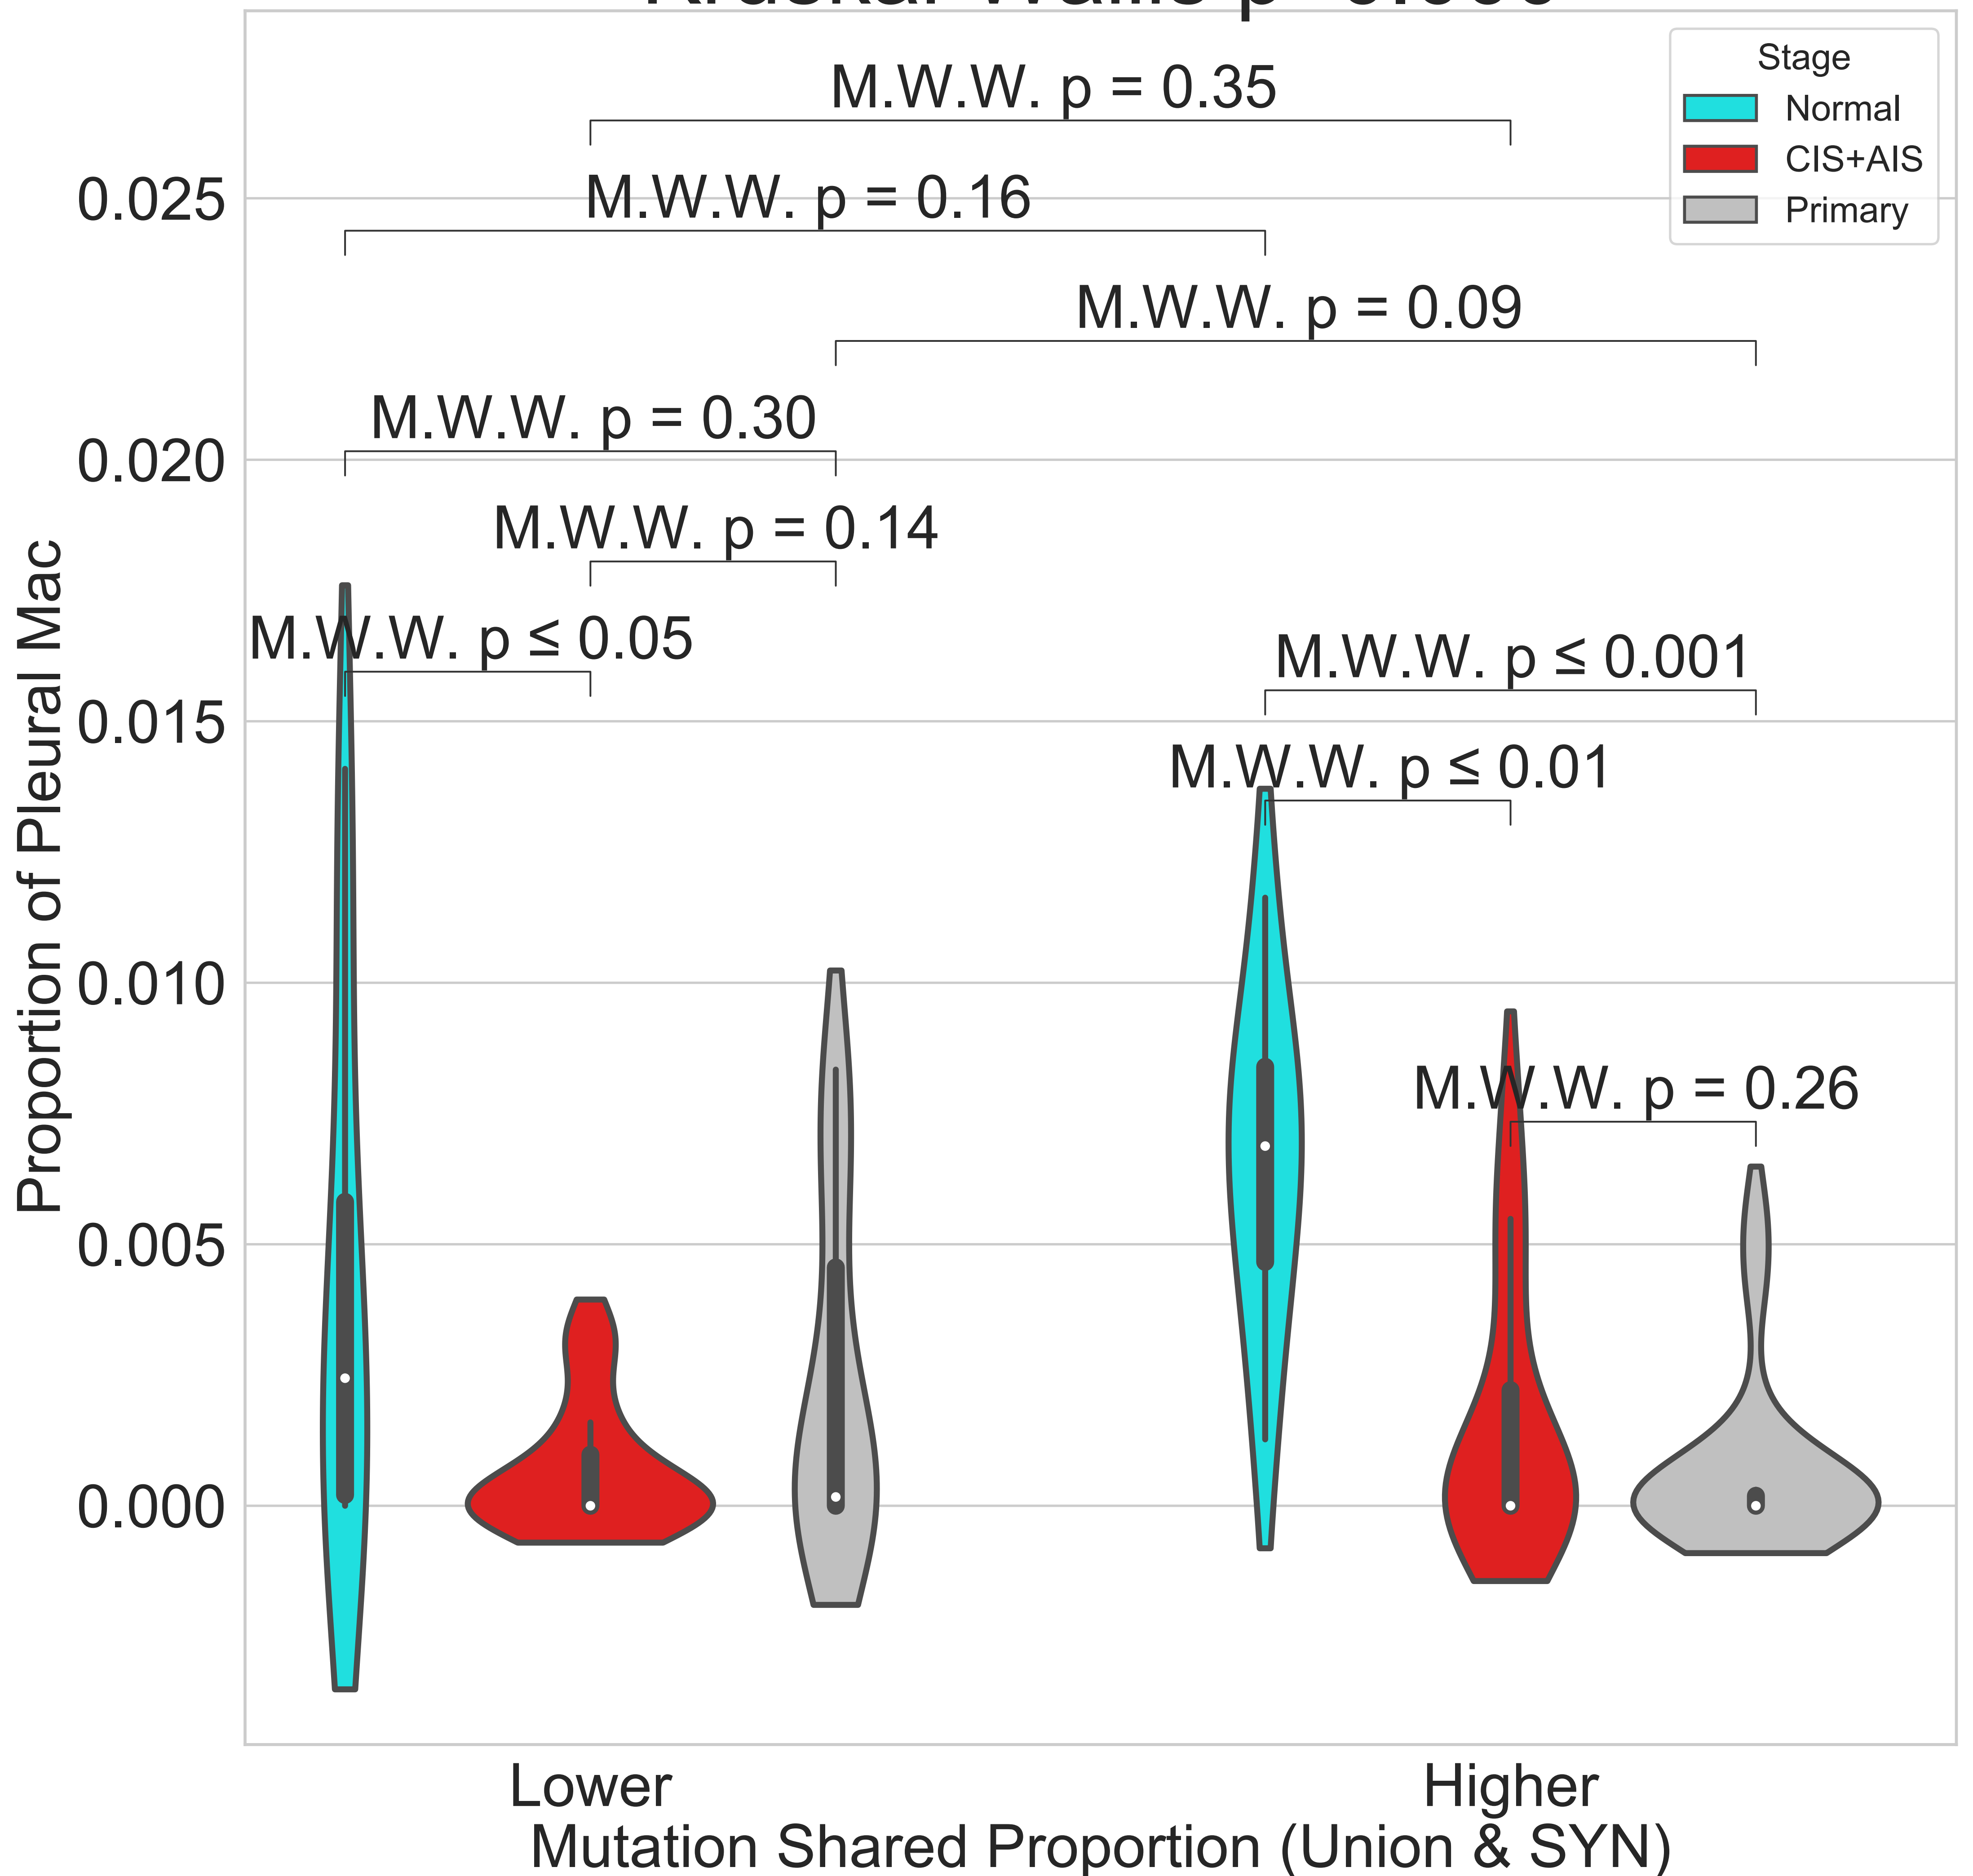 Stage
Normal
CIS+AIS
Primary
M.W.W. p = 0.35
M.W.W. p = 0.16
M.W.W. p = 0.09
M.W.W. p = 0.30
M.W.W. p = 0.14
M.W.W. p ≤ 0.05
M.W.W. p ≤ 0.001
M.W.W. p ≤ 0.01
M.W.W. p = 0.26
0.025
0.020
0.015
0.010
0.005
0.000
Proportion of Pleural Mac
Lower
Higher
Mutation Shared Proportion (Union & SYN)